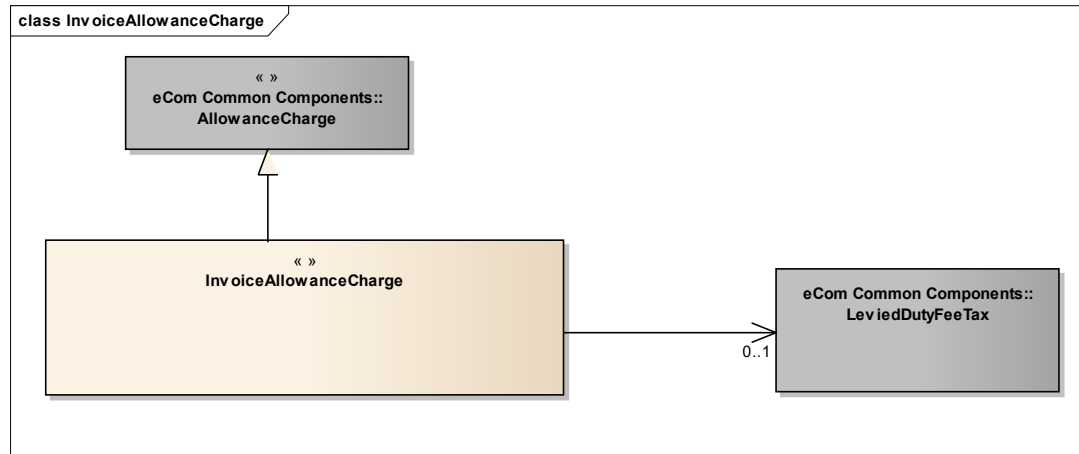 class InvoiceAllowanceCharge
« »
eCom Common Components::
AllowanceCharge
« »
InvoiceAllowanceCharge
eCom Common Components::
LeviedDutyFeeTax
0..1